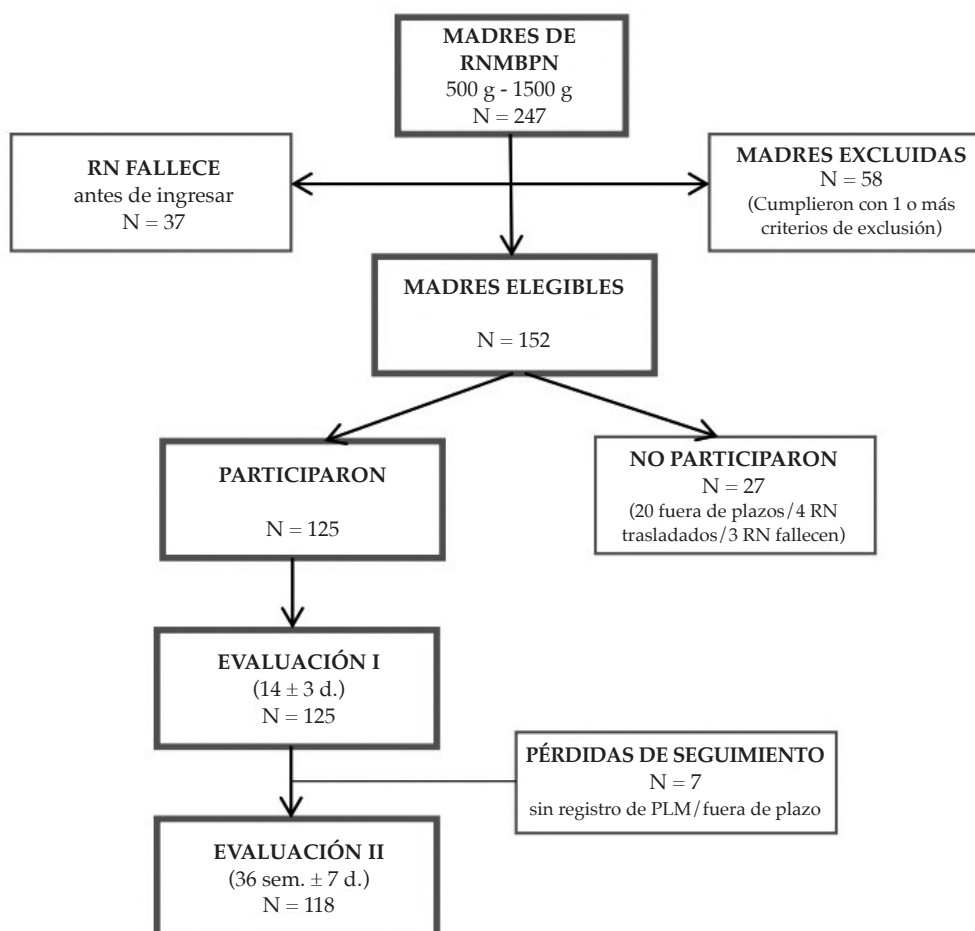 MADRES DE
RNMBPN
500 g - 1500 g
N = 247
RN FALLECE
antes de ingresar
N = 37
MADRES EXCLUIDAS
N = 58
(Cumplieron con 1 o más
criterios de exclusión)
MADRES ELEGIBLES
N = 152
PARTICIPARON
N = 125
NO PARTICIPARON
N = 27
(20 fuera de plazos/4 RN
trasladados/3 RN fallecen)
EVALUACIÓN I
(14 ± 3 d.)
N = 125
PÉRDIDAS DE SEGUIMIENTO
N = 7
sin registro de PLM/fuera de plazo
EVALUACIÓN II
(36 sem. ± 7 d.)
N = 118